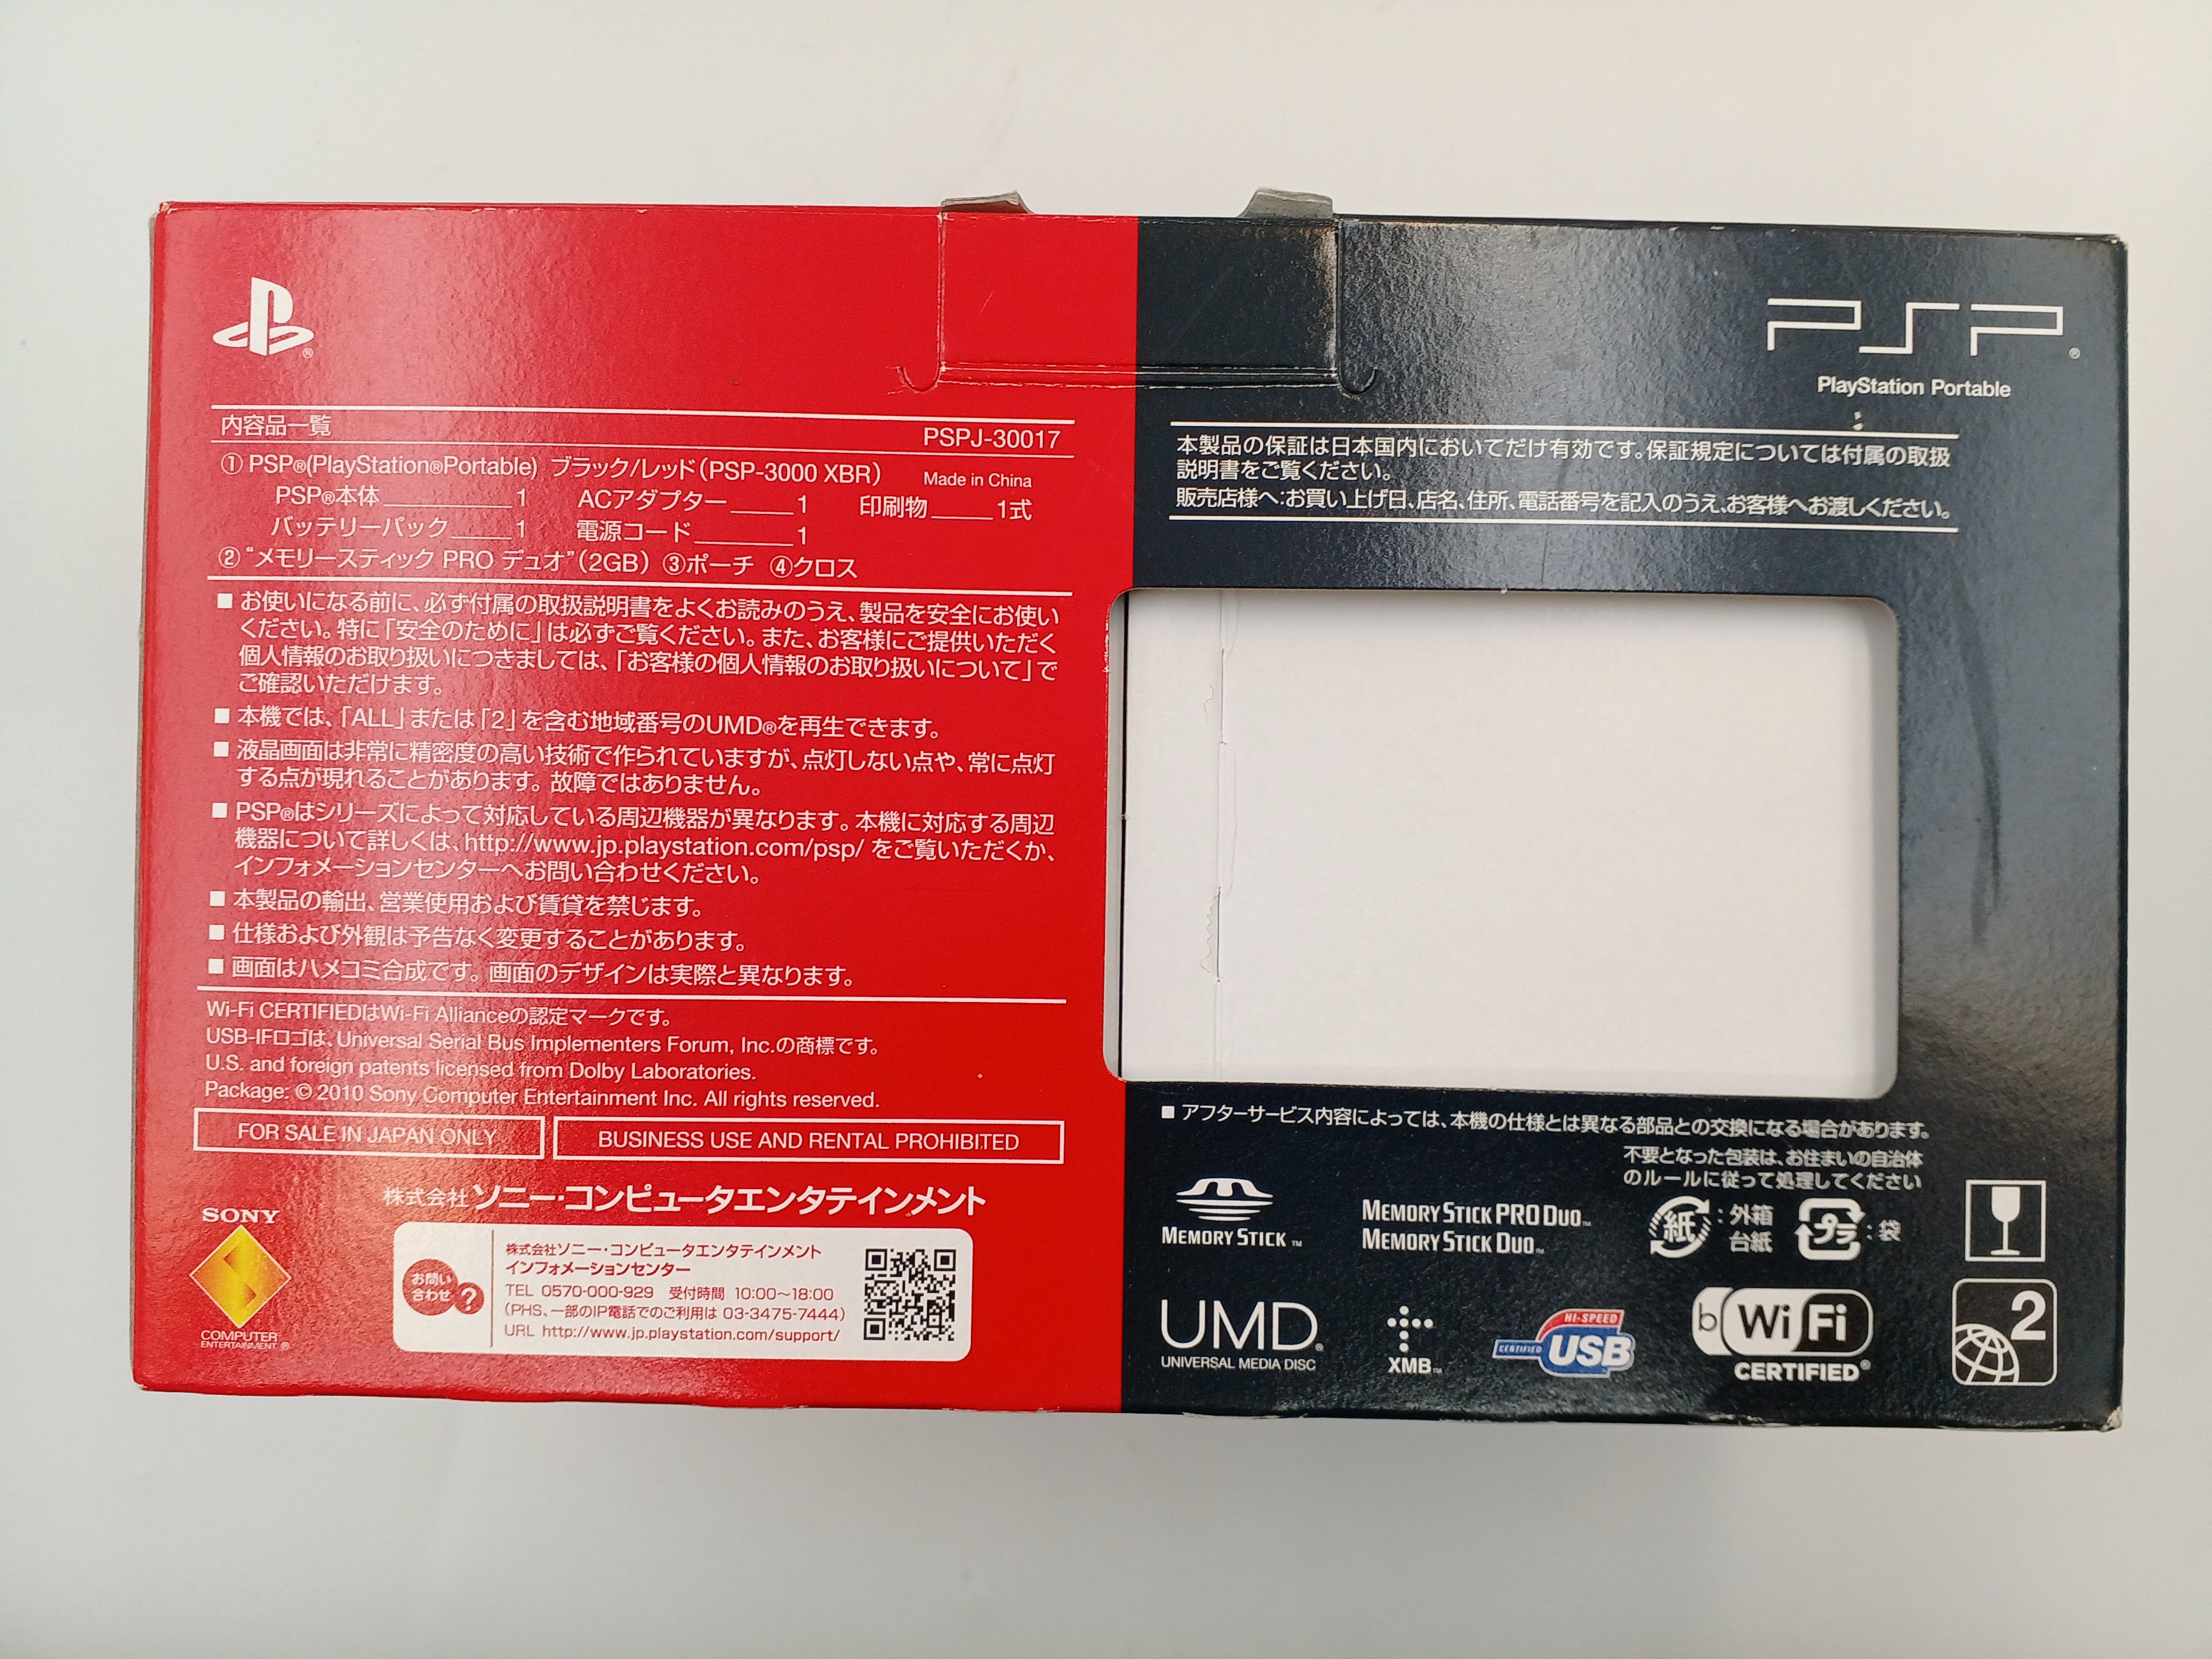 内容品一覧
PSPJ-30017
① PSP®(PlayStation®Portable) ブラック/レッド(PSP-3000 XBR)
Made in China
PSP®本体 1 ACアダプター 1 印刷物 1式
バッテリーパック 1 電源コード 1
② “メモリースティック PRO デュオ”(2GB) ③ポーチ ④クロス
■ お使いになる前に、必ず付属の取扱説明書をよくお読みのうえ、製品を安全にお使い
ください。特に「安全のために」は必ずご覧ください。また、お客様にご提供いただく
個人情報のお取り扱いにつきましては、「お客様の個人情報のお取り扱いについて」で
ご確認いただけます。
■ 本機では、「ALL」または「2」を含む地域番号のUMD®を再生できます。
■ 液晶画面は非常に精密度の高い技術で作られていますが、点灯しない点や、常に点灯
する点が現れることがあります。故障ではありません。
■ PSP®はシリーズによって対応している周辺機器が異なります。本機に対応する周辺
機器について詳しくは、http://www.jp.playstation.com/psp/ をご覧いただくか、
インフォメーションセンターへお問い合わせください。
■ 本製品の輸出、営業使用および賃貸を禁じます。
■ 仕様および外観は予告なく変更することがあります。
■ 画面はハメコミ合成です。画面のデザインは実際と異なります。
Wi-Fi CERTIFIEDはWi-Fi Allianceの認定マークです。
USB-IFロゴは、Universal Serial Bus Implementers Forum, Inc.の商標です。
U.S. and foreign patents licensed from Dolby Laboratories.
Package: © 2010 Sony Computer Entertainment Inc. All rights reserved.
FOR SALE IN JAPAN ONLY
BUSINESS USE AND RENTAL PROHIBITED
株式会社 ソニー・コンピュータエンタテインメント
SONY
COMPUTER
ENTERTAINMENT®
お問い
合わせ ?
株式会社ソニー・コンピュータエンタテインメント
インフォメーションセンター
TEL 0570-000-929 受付時間 10:00〜18:00
(PHS、一部のIP電話でのご利用は 03-3475-7444)
URL http://www.jp.playstation.com/support/
PSP®
PlayStation Portable
本製品の保証は日本国内においてだけ有効です。保証規定については付属の取扱
説明書をご覧ください。
販売店様へ:お買い上げ日、店名、住所、電話番号を記入のうえ、お客様へお渡しください。
■ アフターサービス内容によっては、本機の仕様とは異なる部品との交換になる場合があります。
不要となった包装は、お住まいの自治体
のルールに従って処理してください
MEMORY STICK™
MEMORY STICK PRO DUO™
MEMORY STICK DUO™
紙 : 外箱
台紙
プラ : 袋
UMD®
UNIVERSAL MEDIA DISC
XMB™
HI-SPEED
CERTIFIED USB
b Wi Fi
CERTIFIED®
2